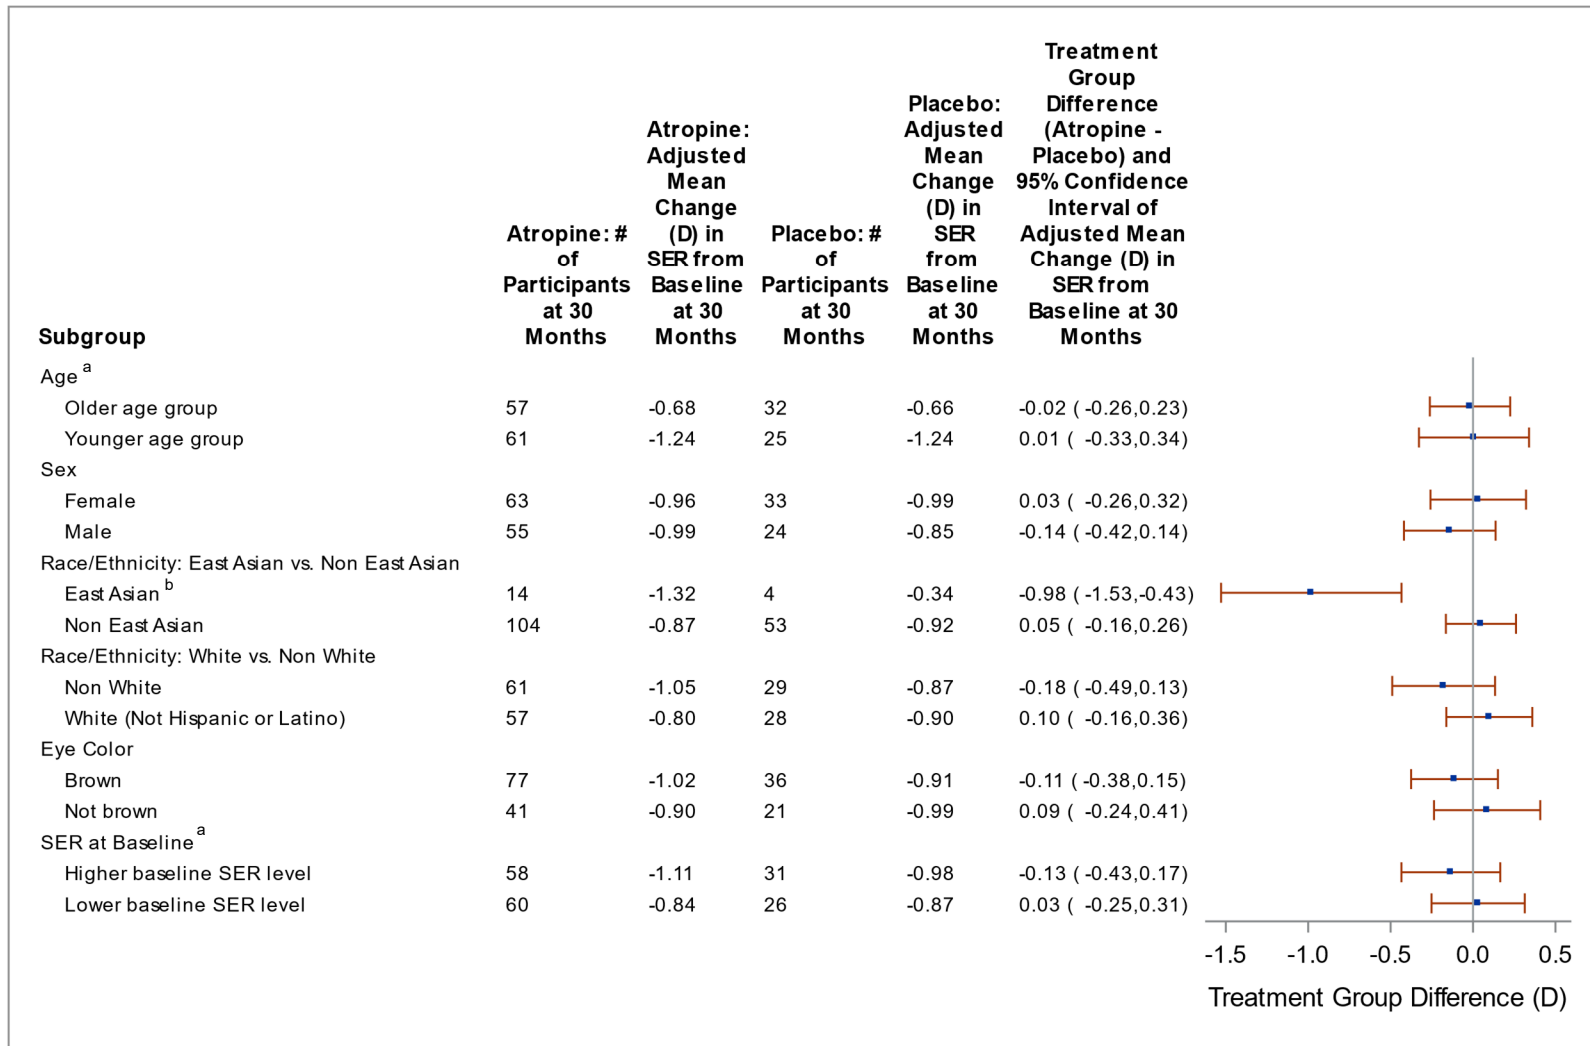 Subgroup
Atropine: #
of
Participants
at 30
Months
Atropine:
Adjusted
Mean
Change
(D) in
SER from
Baseline
at 30
Months
Placebo: #
of
Participants
at 30
Months
Placebo:
Adjusted
Mean
Change
(D) in
SER
from
Baseline
at 30
Months
Treatment
Group
Difference
(Atropine -
Placebo) and
95% Confidence
Interval of
Adjusted Mean
Change (D) in
SER from
Baseline at 30
Months
Age a
Older age group 57 -0.68 32 -0.66 -0.02 ( -0.26,0.23)
Younger age group 61 -1.24 25 -1.24 0.01 ( -0.33,0.34)
Sex
Female 63 -0.96 33 -0.99 0.03 ( -0.26,0.32)
Male 55 -0.99 24 -0.85 -0.14 ( -0.42,0.14)
Race/Ethnicity: East Asian vs. Non East Asian
East Asian b 14 -1.32 4 -0.34 -0.98 ( -1.53,-0.43)
Non East Asian 104 -0.87 53 -0.92 0.05 ( -0.16,0.26)
Race/Ethnicity: White vs. Non White
Non White 61 -1.05 29 -0.87 -0.18 ( -0.49,0.13)
White (Not Hispanic or Latino) 57 -0.80 28 -0.90 0.10 ( -0.16,0.36)
Eye Color
Brown 77 -1.02 36 -0.91 -0.11 ( -0.38,0.15)
Not brown 41 -0.90 21 -0.99 0.09 ( -0.24,0.41)
SER at Baseline a
Higher baseline SER level 58 -1.11 31 -0.98 -0.13 ( -0.43,0.17)
Lower baseline SER level 60 -0.84 26 -0.87 0.03 ( -0.25,0.31)
-1.5 -1.0 -0.5 0.0 0.5
Treatment Group Difference (D)